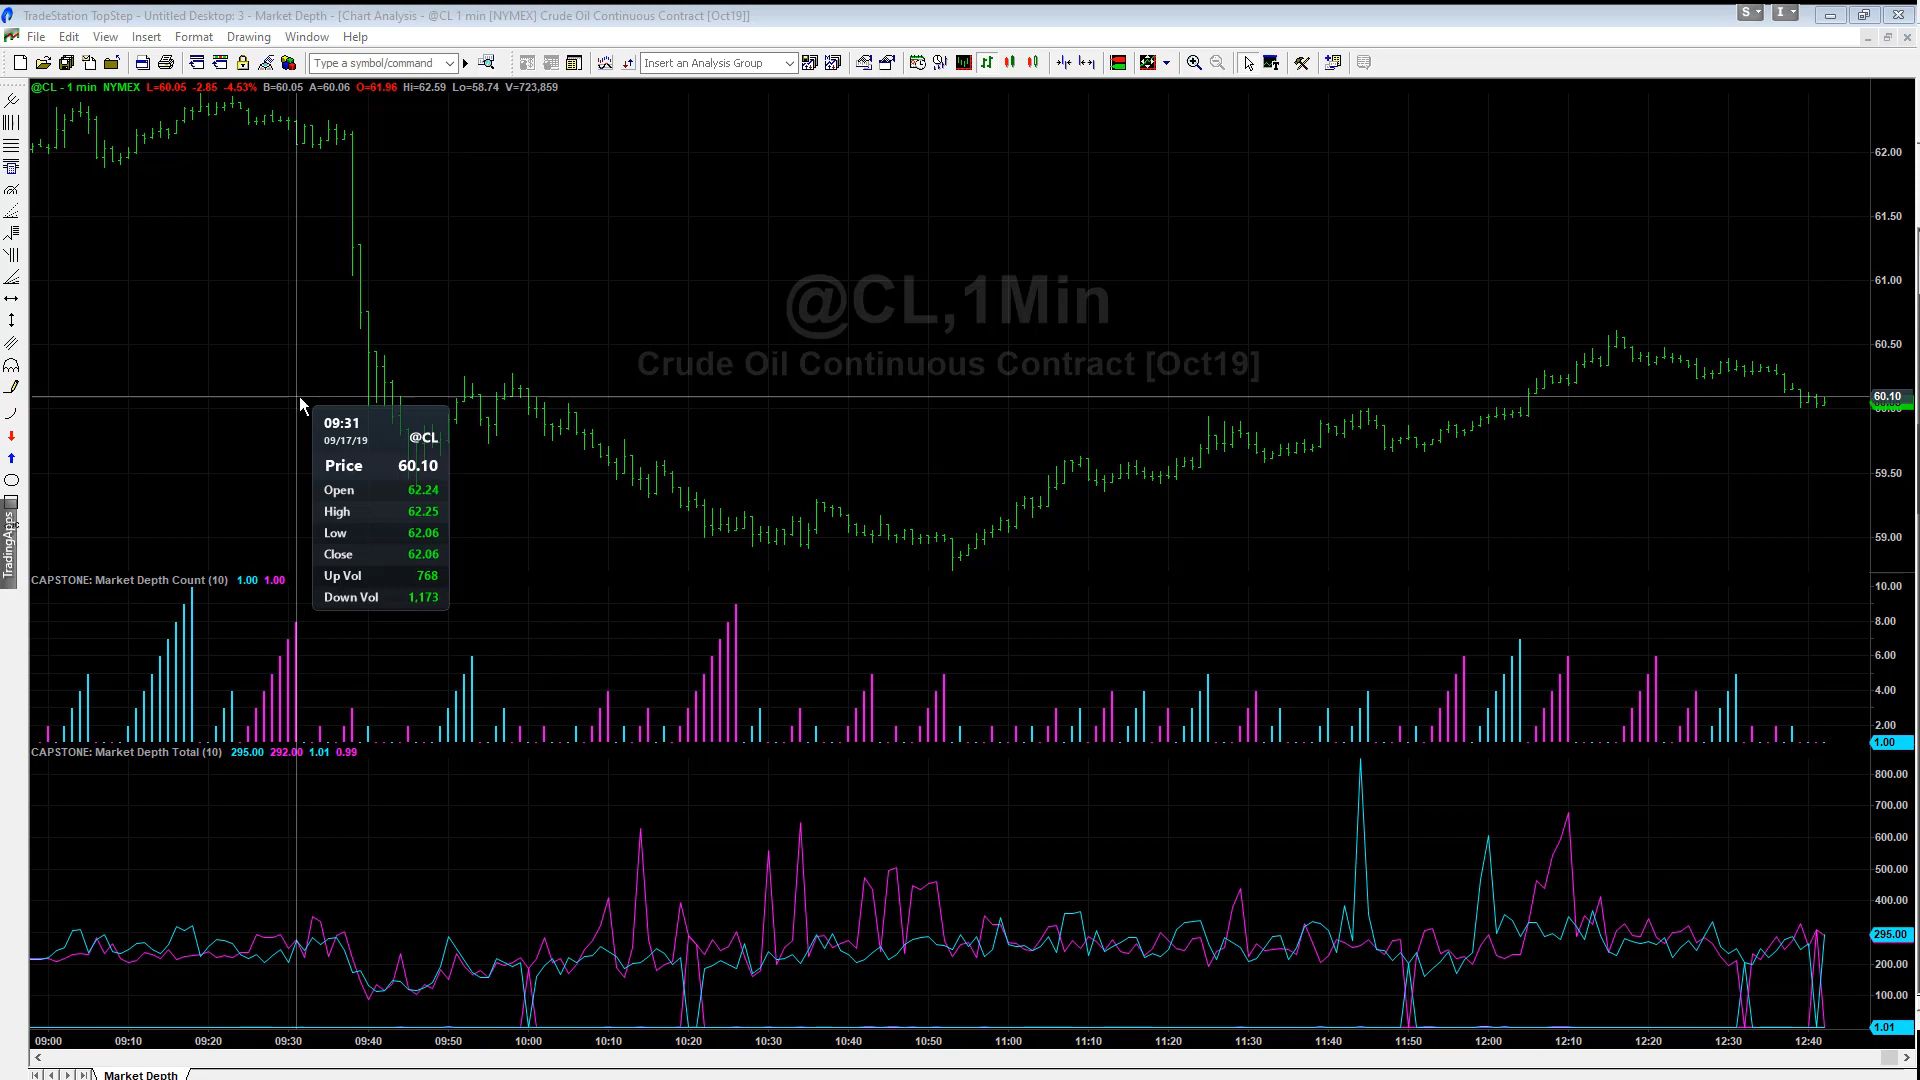 TradeStation TopStep - Untitled Desktop: 3 - Market Depth - [Chart Analysis - @CL 1 min [NYMEX] Crude Oil Continuous Contract [Oct19]]
S I
File Edit View Insert Format Drawing Window Help
Type a symbol/command Insert an Analysis Group
@CL - 1 min NYMEX L=60.05 -2.85 -4.53% B=60.05 A=60.06 O=61.96 Hi=62.59 Lo=58.74 V=723,859
62.00
61.50
61.00
@CL,1Min
60.50
Crude Oil Continuous Contract [Oct19]
60.10
09:31
09/17/19 @CL
Price 60.10
59.50
Open 62.24
High 62.25
Low 62.06
59.00
Close 62.06
Up Vol 768
Down Vol 1,173
TradingApps
CAPSTONE: Market Depth Count (10) 1.00 1.00
10.00
8.00
6.00
4.00
2.00
1.00
CAPSTONE: Market Depth Total (10) 295.00 292.00 1.01 0.99
800.00
700.00
600.00
500.00
400.00
295.00
200.00
100.00
1.01
09:00 09:10 09:20 09:30 09:40 09:50 10:00 10:10 10:20 10:30 10:40 10:50 11:00 11:10 11:20 11:30 11:40 11:50 12:00 12:10 12:20 12:30 12:40
Market Depth